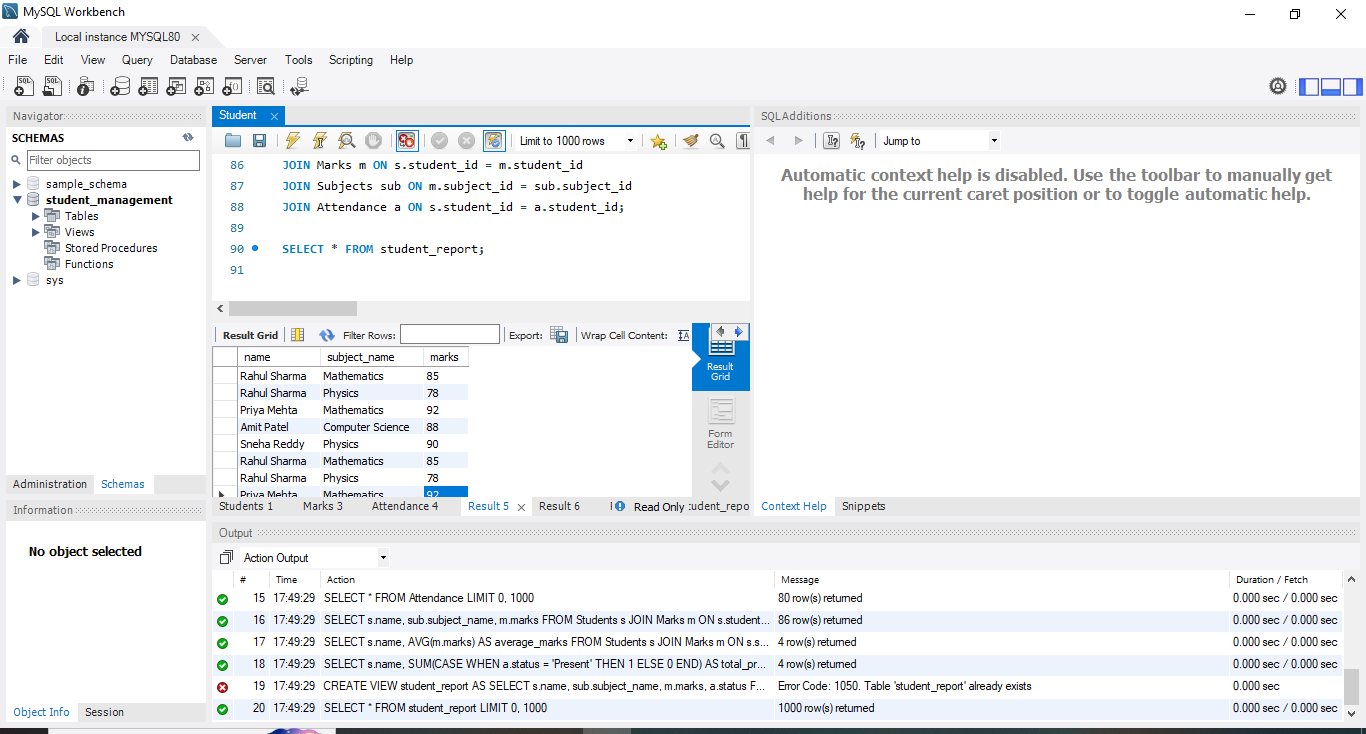 MySQL Workbench
Local instance MYSQL80
File Edit View Query Database Server Tools Scripting Help
Navigator
SCHEMAS
Filter objects
sample_schema
student_management
Tables
Views
Stored Procedures
Functions
sys
Administration Schemas
Information
No object selected
Object Info Session
Student
Limit to 1000 rows
86 JOIN Marks m ON s.student_id = m.student_id
87 JOIN Subjects sub ON m.subject_id = sub.subject_id
88 JOIN Attendance a ON s.student_id = a.student_id;
89
90 SELECT * FROM student_report;
91
Result Grid Filter Rows: Export: Wrap Cell Content:
name subject_name marks
Rahul Sharma Mathematics 85
Rahul Sharma Physics 78
Priya Mehta Mathematics 92
Amit Patel Computer Science 88
Sneha Reddy Physics 90
Rahul Sharma Mathematics 85
Rahul Sharma Physics 78
Priya Mehta Mathematics 92
Result
Grid
Form
Editor
Students 1 Marks 3 Attendance 4 Result 5 Result 6 Read Only :udent_repo
SQLAdditions
Jump to
Automatic context help is disabled. Use the toolbar to manually get
help for the current caret position or to toggle automatic help.
Context Help Snippets
Output
Action Output
# Time Action Message Duration / Fetch
15 17:49:29 SELECT * FROM Attendance LIMIT 0, 1000 80 row(s) returned 0.000 sec / 0.000 sec
16 17:49:29 SELECT s.name, sub.subject_name, m.marks FROM Students s JOIN Marks m ON s.student... 86 row(s) returned 0.000 sec / 0.000 sec
17 17:49:29 SELECT s.name, AVG(m.marks) AS average_marks FROM Students s JOIN Marks m ON s.s... 4 row(s) returned 0.000 sec / 0.000 sec
18 17:49:29 SELECT s.name, SUM(CASE WHEN a.status = 'Present' THEN 1 ELSE 0 END) AS total_pr... 4 row(s) returned 0.000 sec / 0.000 sec
19 17:49:29 CREATE VIEW student_report AS SELECT s.name, sub.subject_name, m.marks, a.status F... Error Code: 1050. Table 'student_report' already exists 0.000 sec
20 17:49:29 SELECT * FROM student_report LIMIT 0, 1000 1000 row(s) returned 0.000 sec / 0.000 sec